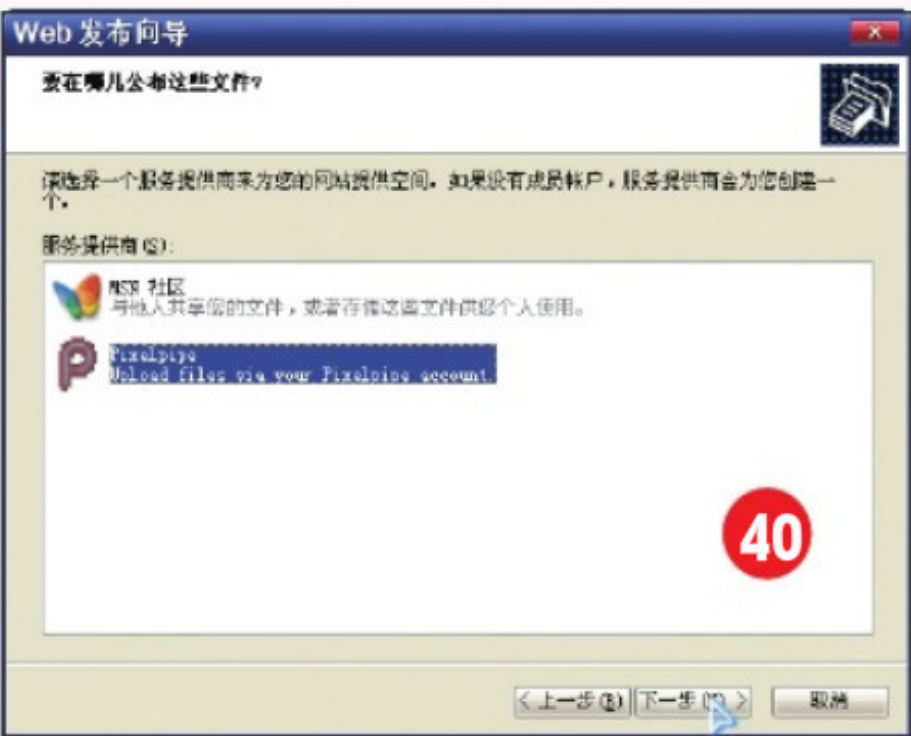 Web 发布向导
要在哪儿公布这些文件?
请选择一个服务提供商来为您的网站提供空间。如果没有成员帐户，服务提供商会为您创建一
个。
服务提供商(S):
MSN 社区
与他人共享您的文件，或者存储这些文件供您个人使用。
Pixelpipe
Upload files via your Pixelpipe account.
40
< 上一步(B)
下一步(N) >
取消